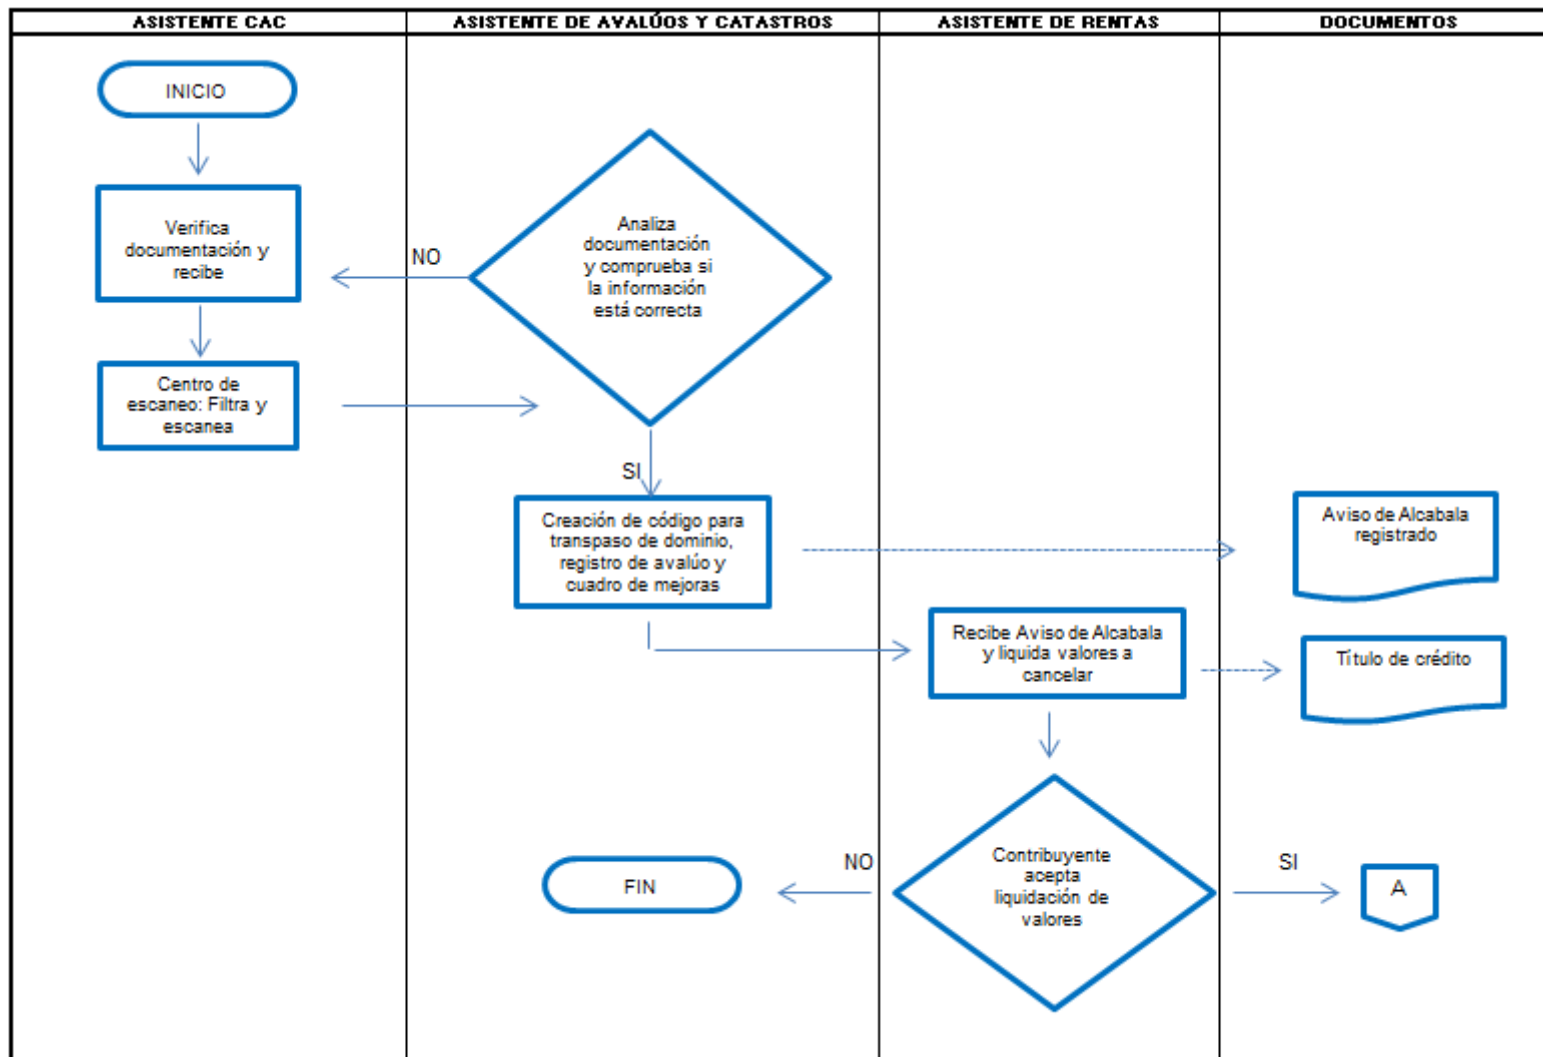 ASISTENTE CAC
ASISTENTE DE AVALÚOS Y CATASTROS
ASISTENTE DE RENTAS
DOCUMENTOS
INICIO
Verifica
documentación y
recibe
Centro de
escaneo: Filtra y
escanea
Analiza
documentación
y comprueba si
la información
está correcta
NO
SI
Creación de código para
transpaso de dominio,
registro de avalúo y
cuadro de mejoras
Aviso de Alcabala
registrado
Recibe Aviso de Alcabala
y liquida valores a
cancelar
Título de crédito
Contribuyente
acepta
liquidación de
valores
NO
FIN
SI
A